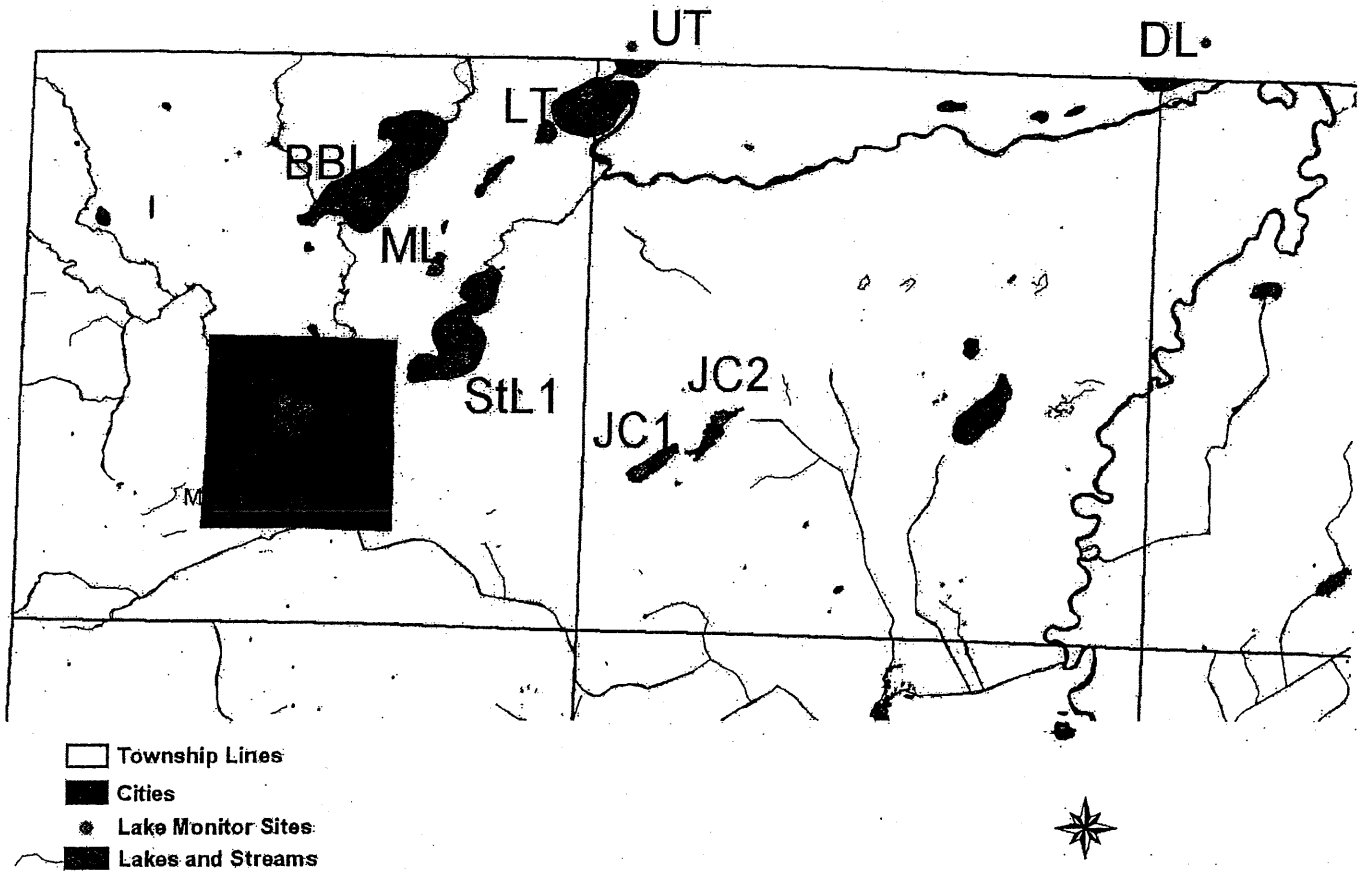 UT
DL
LT
BBL
ML
StL1
JC2
JC1
M
Township Lines
Cities
Lake Monitor Sites
Lakes and Streams